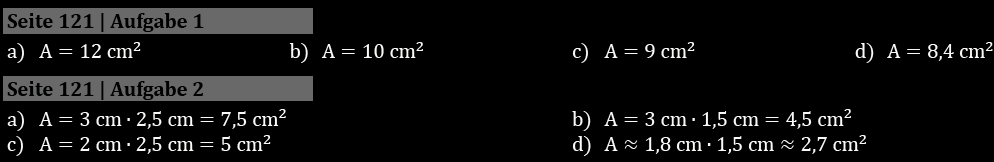 Seite 121 | Aufgabe 1
a) A = 12 cm² b) A = 10 cm² c) A = 9 cm² d) A = 8,4 cm²
Seite 121 | Aufgabe 2
a) A = 3 cm · 2,5 cm = 7,5 cm² b) A = 3 cm · 1,5 cm = 4,5 cm²
c) A = 2 cm · 2,5 cm = 5 cm² d) A ≈ 1,8 cm · 1,5 cm ≈ 2,7 cm²